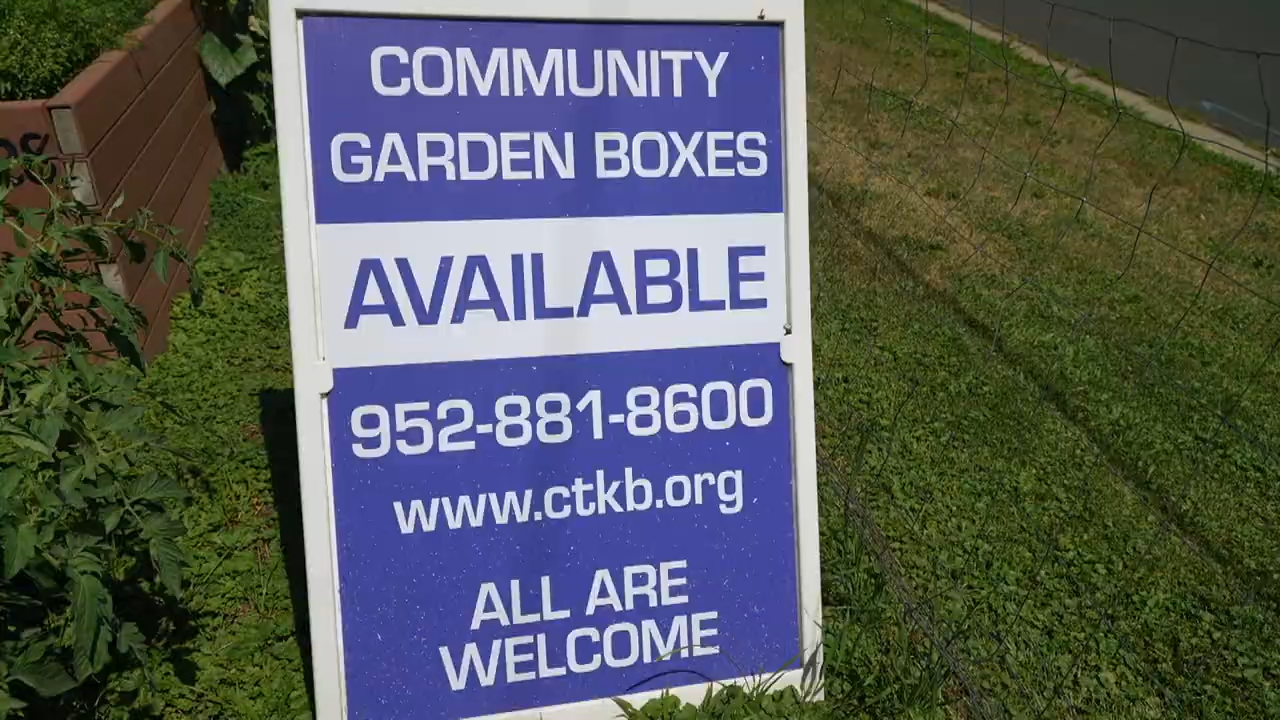 COMMUNITY
GARDEN BOXES
AVAILABLE
952-881-8600
www.ctkb.org
ALL ARE
WELCOME